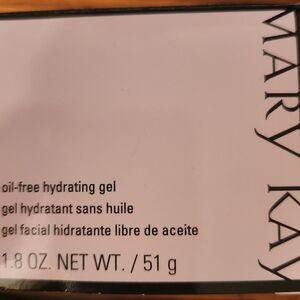 MARY KAY
oil-free hydrating gel
gel hydratant sans huile
gel facial hidratante libre de aceite
1.8 OZ. NET WT. / 51 g